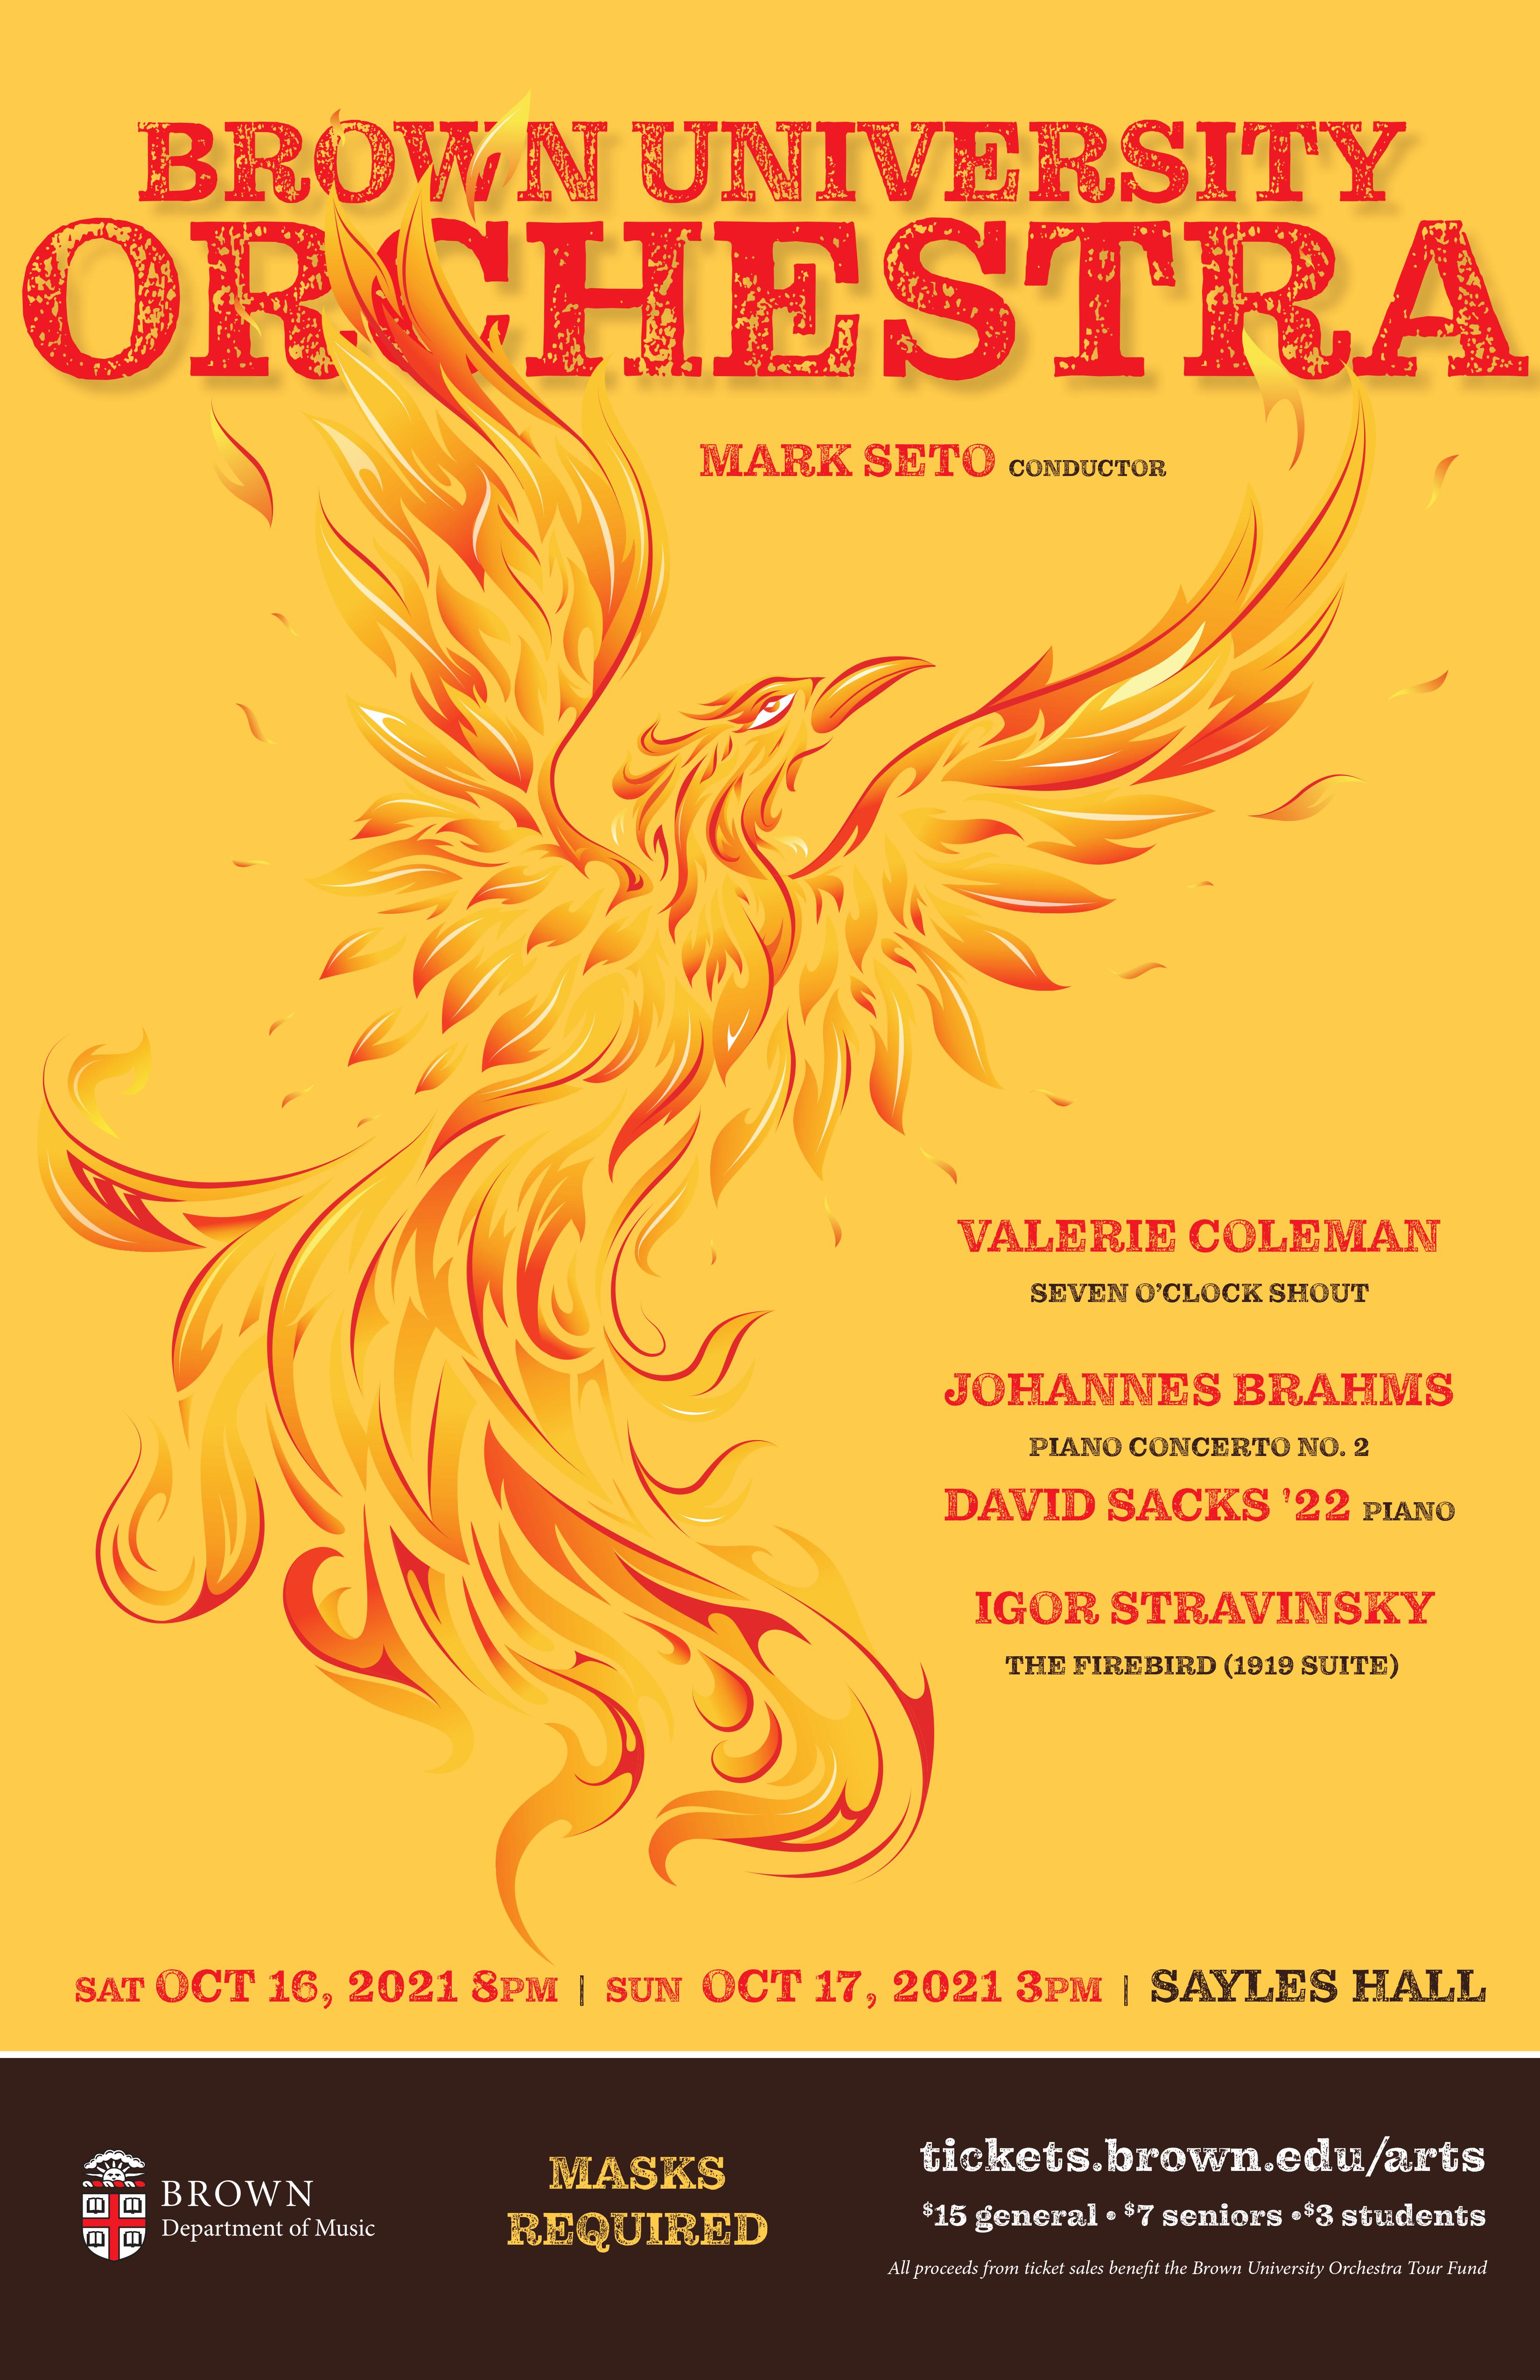 BROWN UNIVERSITY
ORCHESTRA
MARK SETO CONDUCTOR
VALERIE COLEMAN
SEVEN O'CLOCK SHOUT
JOHANNES BRAHMS
PIANO CONCERTO NO. 2
DAVID SACKS '22 PIANO
IGOR STRAVINSKY
THE FIREBIRD (1919 SUITE)
SAT OCT 16, 2021 8PM | SUN OCT 17, 2021 3PM | SAYLES HALL
BROWN
Department of Music
MASKS
REQUIRED
tickets.brown.edu/arts
$15 general • $7 seniors •$3 students
All proceeds from ticket sales benefit the Brown University Orchestra Tour Fund